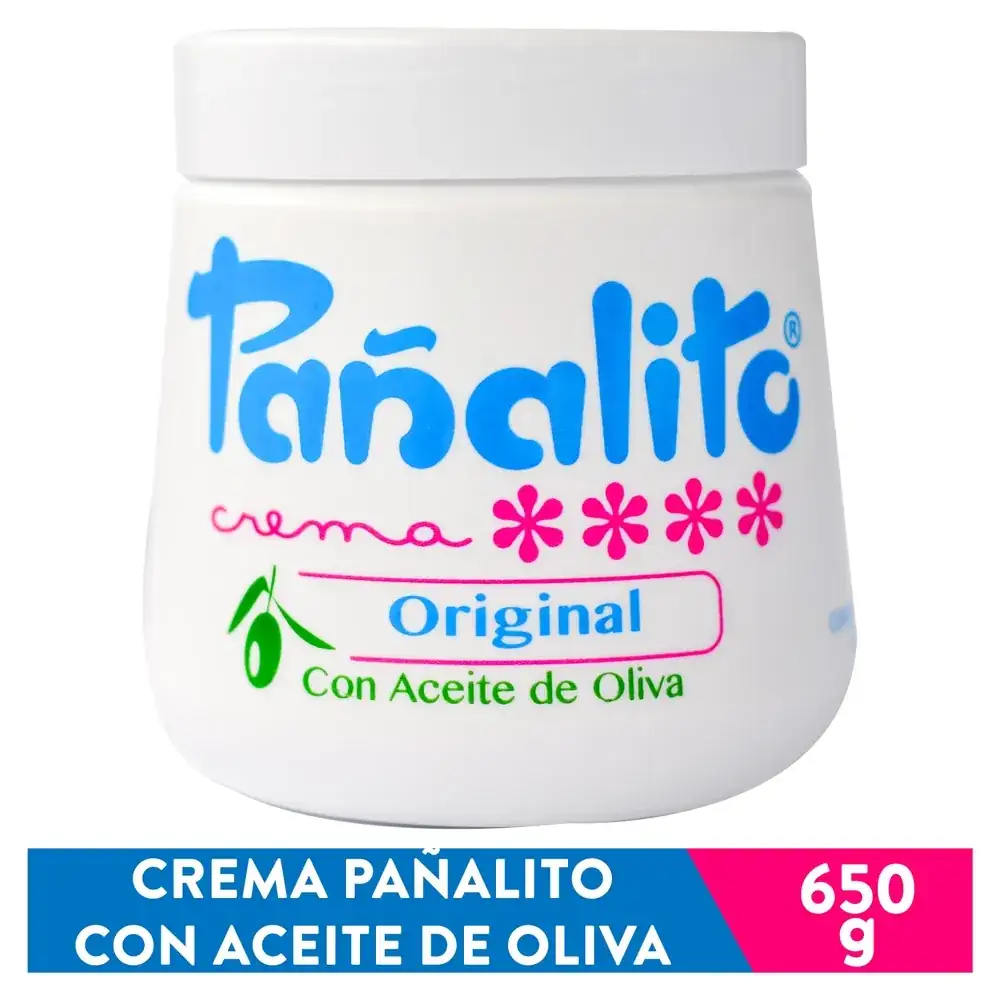 Pañalito®
crema
Original
Con Aceite de Oliva
CREMA PAÑALITO
CON ACEITE DE OLIVA
650
g